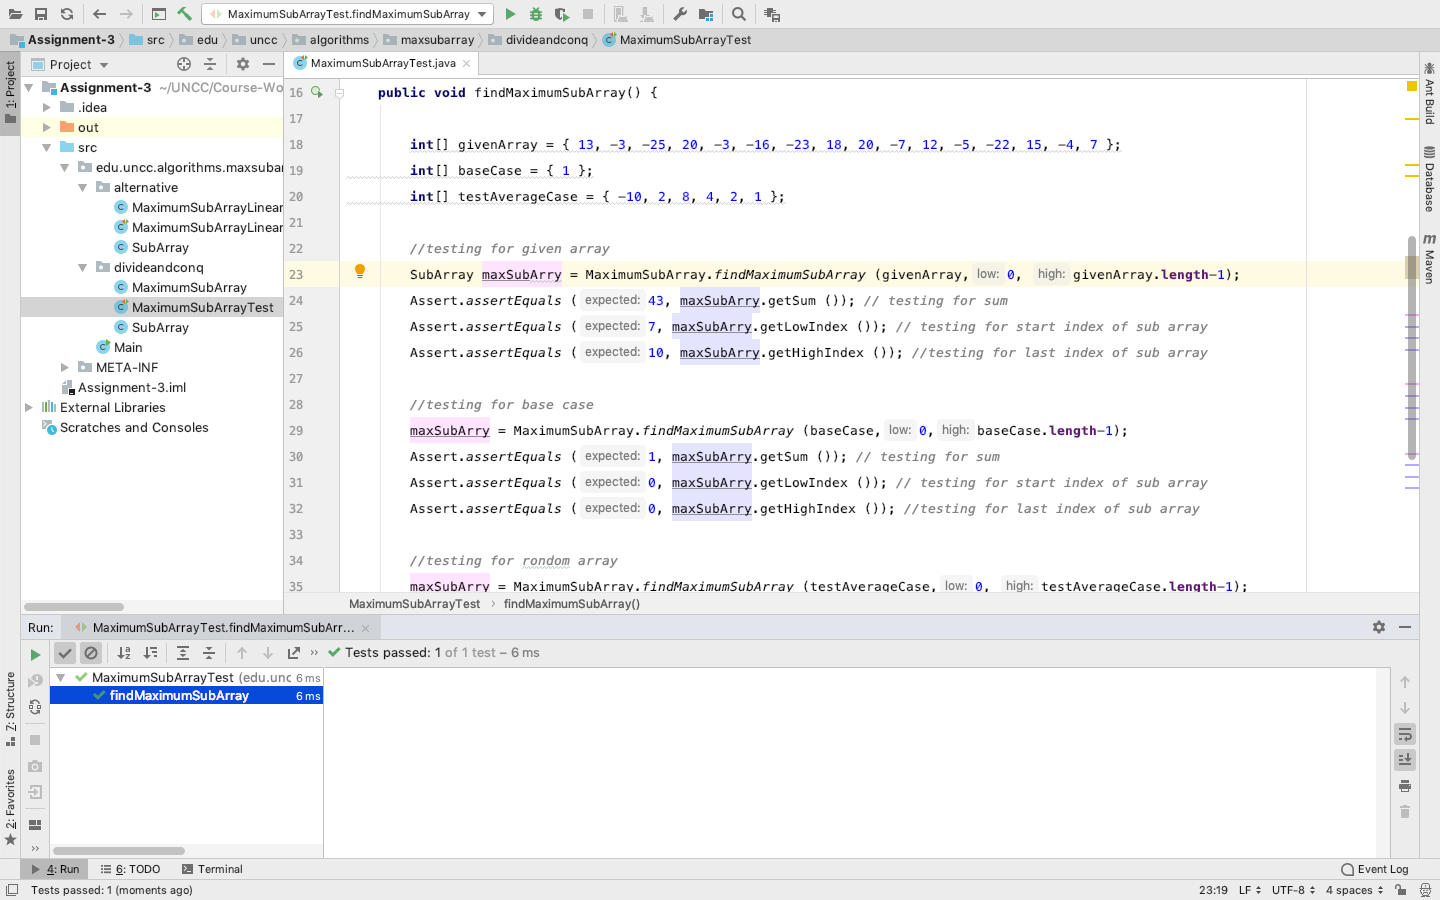 MaximumSubArrayTest.findMaximumSubArray
Assignment-3 src edu uncc algorithms maxsubarray divideandconq MaximumSubArrayTest
1: Project
Project
MaximumSubArrayTest.java
Assignment-3 ~/UNCC/Course-Wo
.idea
out
src
edu.uncc.algorithms.maxsubar
alternative
MaximumSubArrayLinear
MaximumSubArrayLinear
SubArray
divideandconq
MaximumSubArray
MaximumSubArrayTest
SubArray
Main
META-INF
Assignment-3.iml
External Libraries
Scratches and Consoles
16 public void findMaximumSubArray() {
17
18 int[] givenArray = { 13, -3, -25, 20, -3, -16, -23, 18, 20, -7, 12, -5, -22, 15, -4, 7 };
19 int[] baseCase = { 1 };
20 int[] testAverageCase = { -10, 2, 8, 4, 2, 1 };
21
22 //testing for given array
23 SubArray maxSubArry = MaximumSubArray.findMaximumSubArray (givenArray, low: 0, high: givenArray.length-1);
24 Assert.assertEquals ( expected: 43, maxSubArry.getSum ()); // testing for sum
25 Assert.assertEquals ( expected: 7, maxSubArry.getLowIndex ()); // testing for start index of sub array
26 Assert.assertEquals ( expected: 10, maxSubArry.getHighIndex ()); //testing for last index of sub array
27
28 //testing for base case
29 maxSubArry = MaximumSubArray.findMaximumSubArray (baseCase, low: 0, high: baseCase.length-1);
30 Assert.assertEquals ( expected: 1, maxSubArry.getSum ()); // testing for sum
31 Assert.assertEquals ( expected: 0, maxSubArry.getLowIndex ()); // testing for start index of sub array
32 Assert.assertEquals ( expected: 0, maxSubArry.getHighIndex ()); //testing for last index of sub array
33
34 //testing for rondom array
35 maxSubArry = MaximumSubArray.findMaximumSubArray (testAverageCase, low: 0, high: testAverageCase.length-1);
MaximumSubArrayTest › findMaximumSubArray()
Ant Build
Database
m Maven
Run: MaximumSubArrayTest.findMaximumSubArr...
Tests passed: 1 of 1 test – 6 ms
MaximumSubArrayTest (edu.unc 6 ms
findMaximumSubArray 6 ms
7: Structure
2: Favorites
4: Run 6: TODO Terminal Event Log
Tests passed: 1 (moments ago) 23:19 LF UTF-8 4 spaces